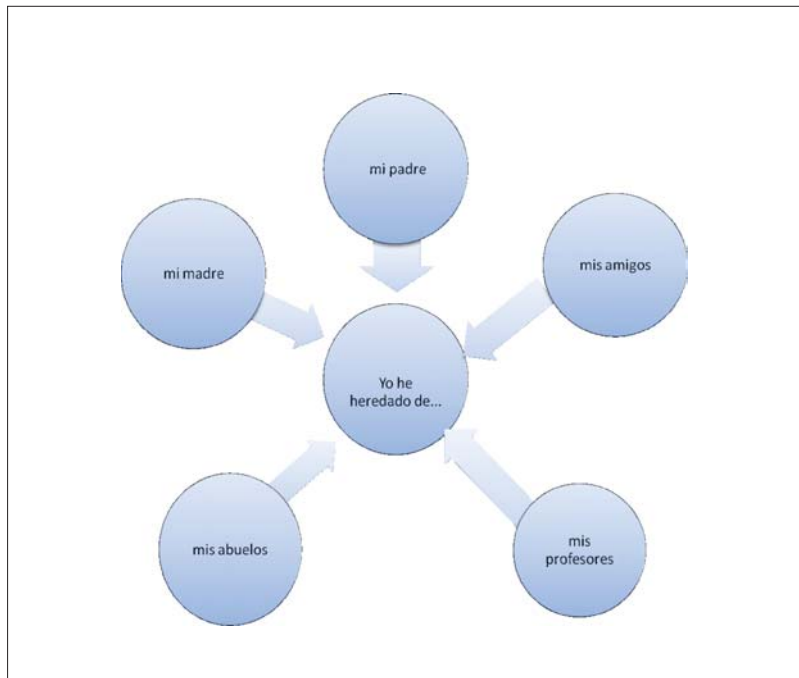 mi padre
mi madre
mis amigos
Yo he
heredado de...
mis abuelos
mis
profesores